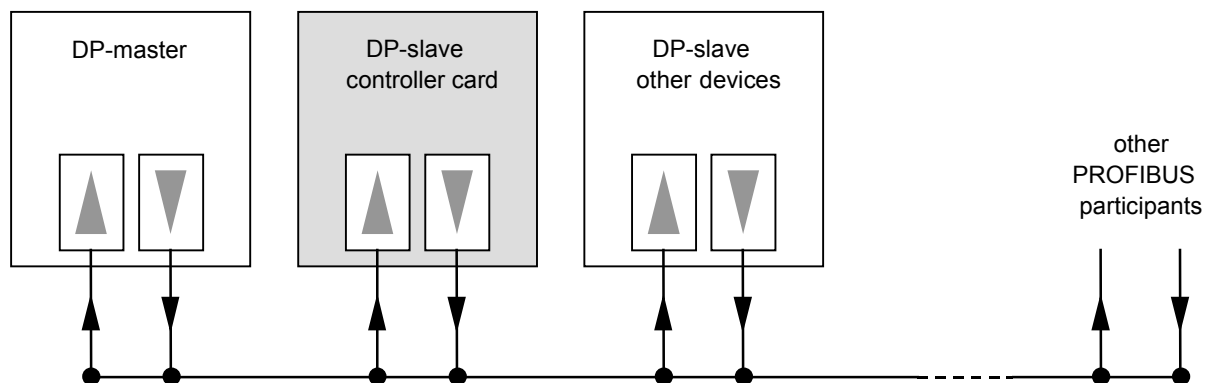 DP-master
DP-slave
controller card
DP-slave
other devices
other
PROFIBUS
participants